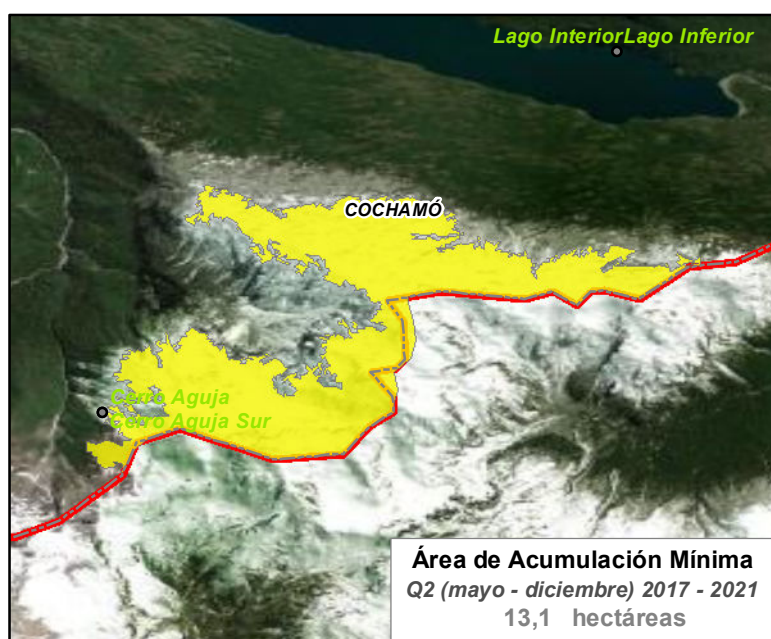 Lago InteriorLago Inferior
COCHAMÓ
Cerro Aguja
Cerro Aguja Sur
Área de Acumulación Mínima
Q2 (mayo - diciembre) 2017 - 2021
13,1 hectáreas